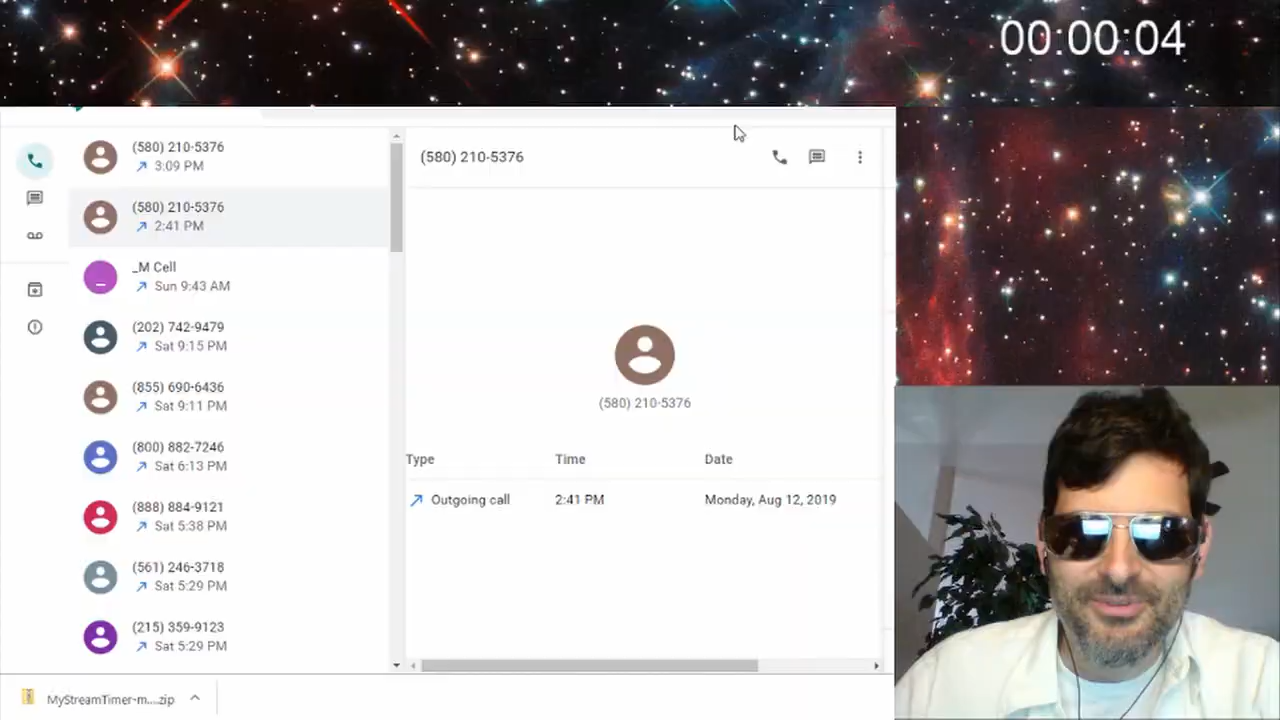 00:00:04
(580) 210-5376
3:09 PM
(580) 210-5376
2:41 PM
_M Cell
Sun 9:43 AM
(202) 742-9479
Sat 9:15 PM
(855) 690-6436
Sat 9:11 PM
(800) 882-7246
Sat 6:13 PM
(888) 884-9121
Sat 5:38 PM
(561) 246-3718
Sat 5:29 PM
(215) 359-9123
Sat 5:29 PM
(580) 210-5376
(580) 210-5376
Type Time Date
Outgoing call 2:41 PM Monday, Aug 12, 2019
MyStreamTimer-m....zip